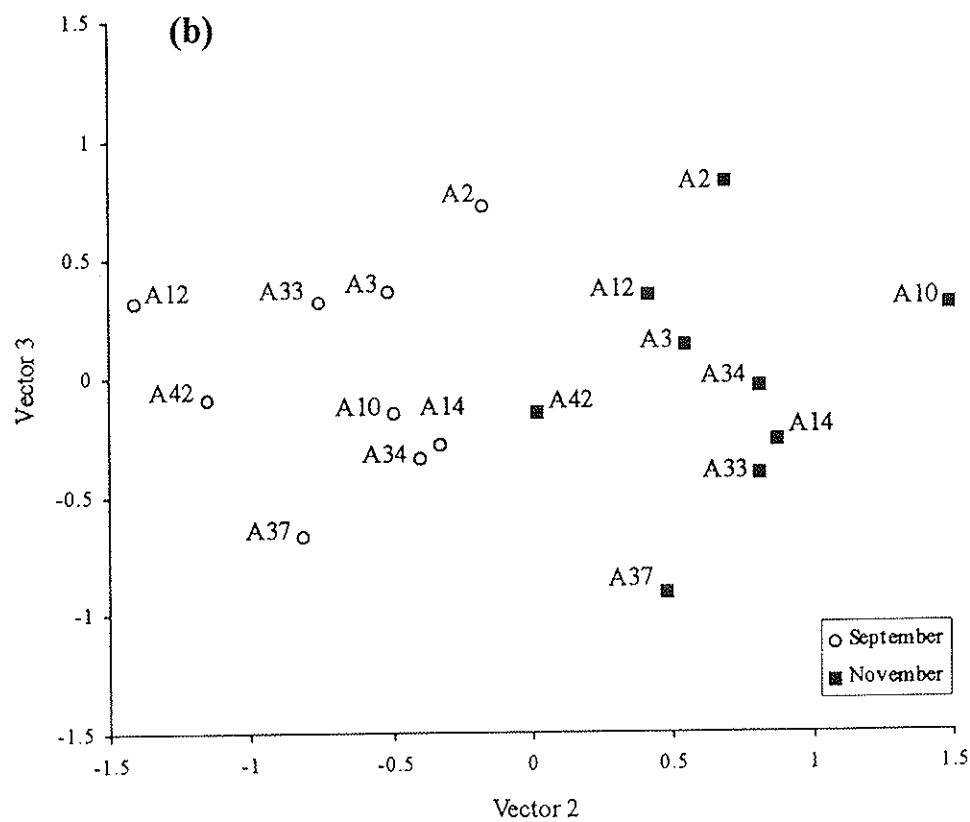 (b)
1.5
1
0.5
0
-0.5
-1
-1.5
Vector 3
A2
A2
A12
A33
A3
A12
A10
A3
A34
A42
A10
A14
A42
A14
A34
A33
A37
A37
September
November
-1.5
-1
-0.5
0
0.5
1
1.5
Vector 2